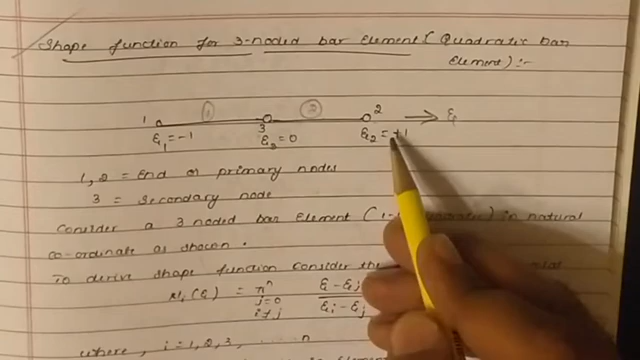 Shape function for 3-noded bar Element (Quadratic bar
Element) :-
1 ① ② 2 → ξ
3
ξ₁ = -1 ξ₃ = 0 ξ₂ = +1
1, 2 = End or primary nodes
3 = Secondary node
Consider a 3 noded bar Element ( in natural
co-ordinate as shown.
To derive shape function consider the
Nᵢ(ξ) = π ξ - ξⱼ
j=0 ξᵢ - ξⱼ
i≠j
where, i = 1, 2, 3, ...... n